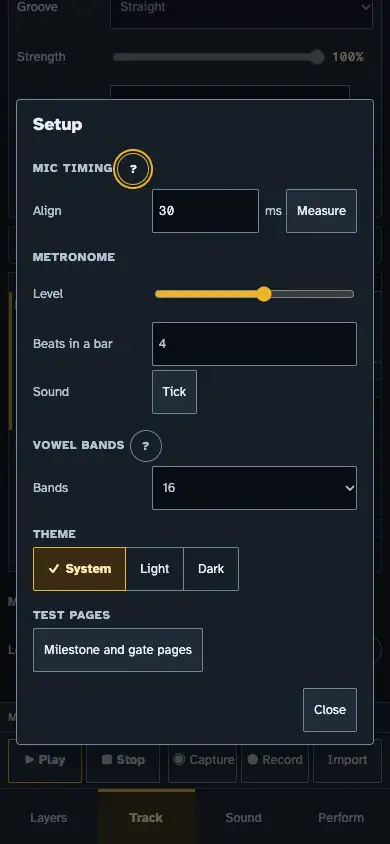 Groove Straight
Strength 100%
Setup
MIC TIMING ?
Align 30 ms Measure
METRONOME
Level
Beats in a bar 4
Sound Tick
VOWEL BANDS ?
Bands 16
THEME
✓ System Light Dark
TEST PAGES
Milestone and gate pages
Close
▶ Play ■ Stop ◉ Capture ● Record Import
Layers Track Sound Perform